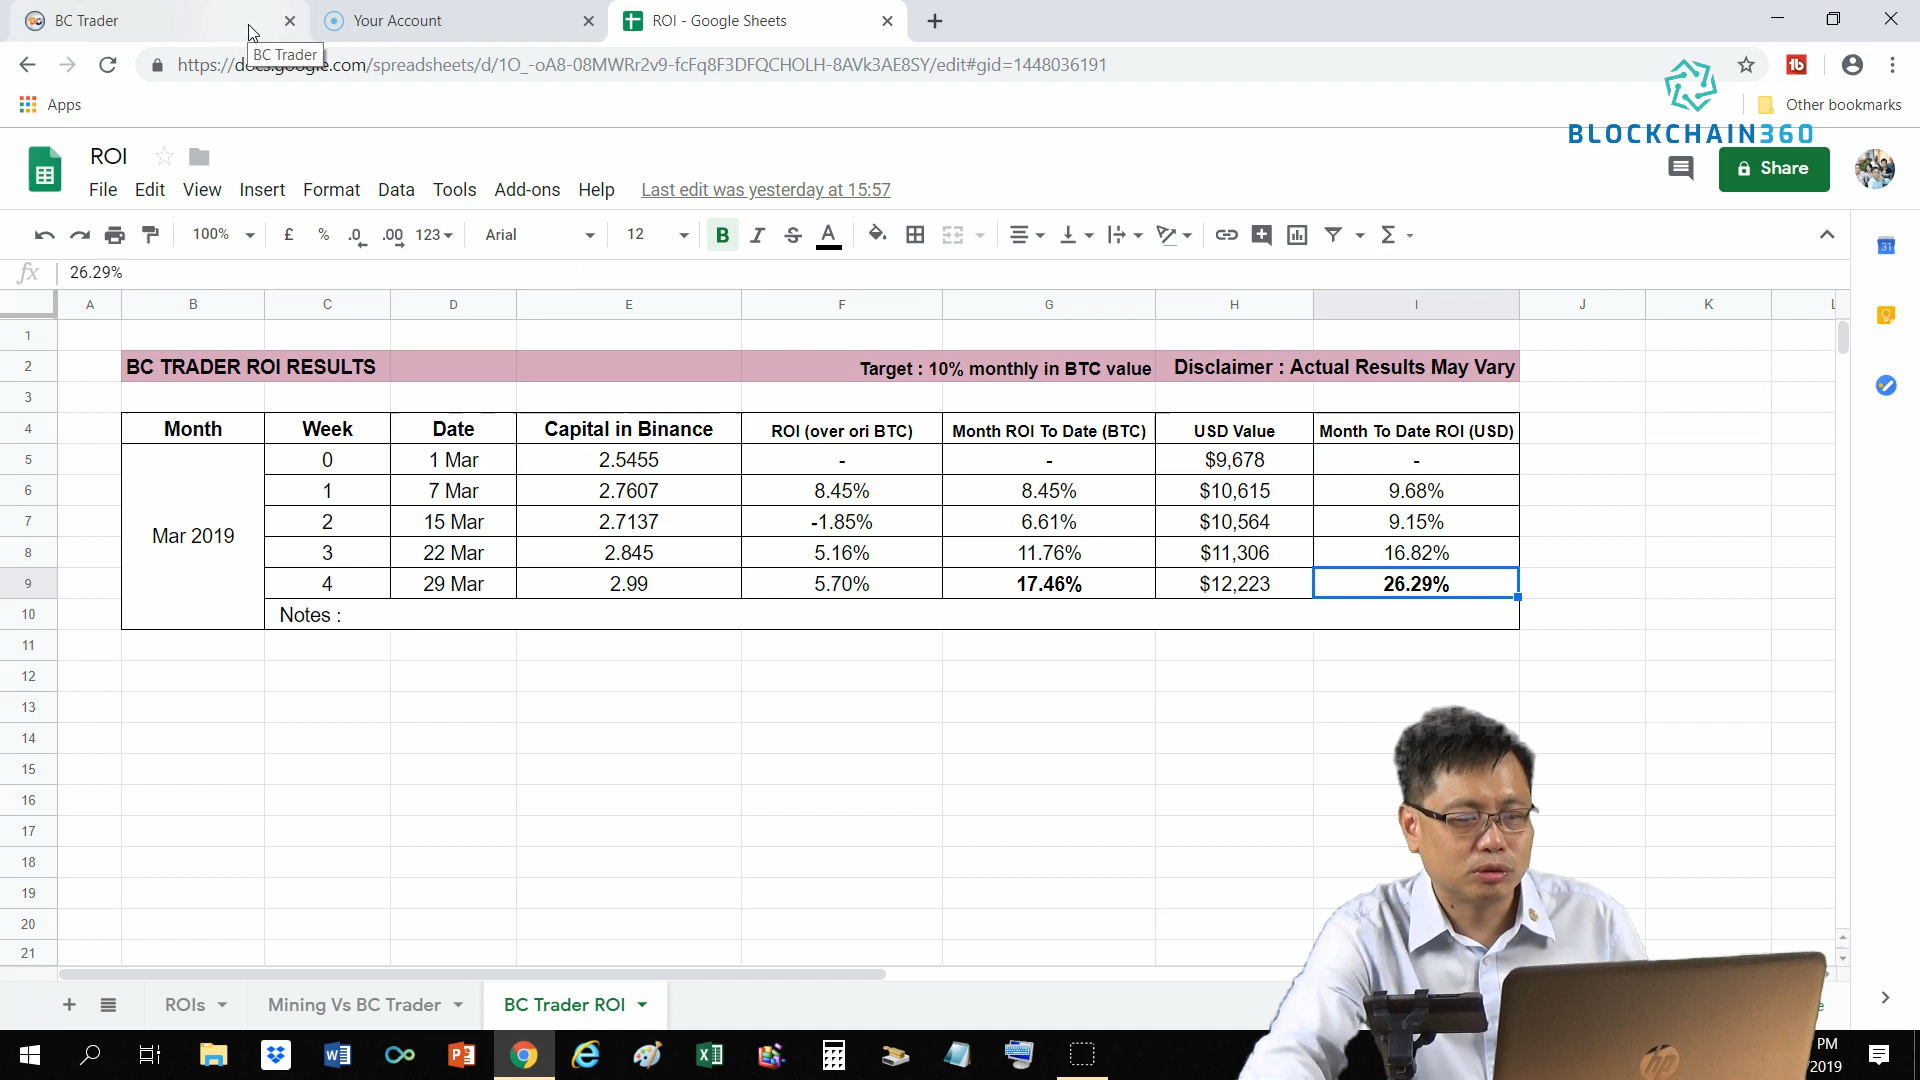 BC Trader
Your Account
ROI - Google Sheets
BC Trader
https://docs.google.com/spreadsheets/d/1O_-oA8-08MWRr2v9-fcFq8F3DFQCHOLH-8AVk3AE8SY/edit#gid=1448036191
Apps
Other bookmarks
BLOCKCHAIN360
ROI
Share
File Edit View Insert Format Data Tools Add-ons Help Last edit was yesterday at 15:57
100% £ % .0 .00 123 Arial 12 B I S A Σ
31
fx 26.29%
A B C D E F G H I J K L
1
2 BC TRADER ROI RESULTS Target : 10% monthly in BTC value Disclaimer : Actual Results May Vary
3
4 Month Week Date Capital in Binance ROI (over ori BTC) Month ROI To Date (BTC) USD Value Month To Date ROI (USD)
5 0 1 Mar 2.5455 - - $9,678 -
6 1 7 Mar 2.7607 8.45% 8.45% $10,615 9.68%
7 2 15 Mar 2.7137 -1.85% 6.61% $10,564 9.15%
Mar 2019
8 3 22 Mar 2.845 5.16% 11.76% $11,306 16.82%
9 4 29 Mar 2.99 5.70% 17.46% $12,223 26.29%
10 Notes :
11
12
13
14
15
16
17
18
19
20
21
ROIs Mining Vs BC Trader BC Trader ROI
PM
2019
hp